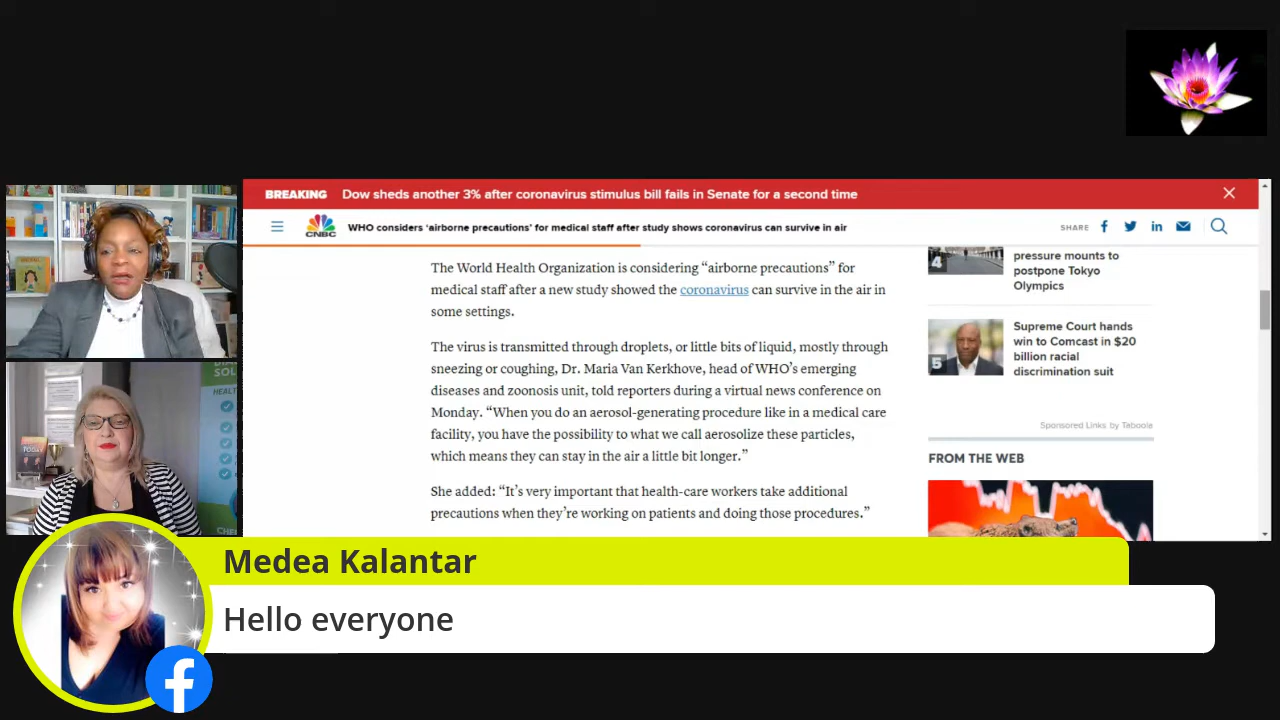 BREAKING Dow sheds another 3% after coronavirus stimulus bill fails in Senate for a second time
CNBC
WHO considers ‘airborne precautions’ for medical staff after study shows coronavirus can survive in air
SHARE
The World Health Organization is considering “airborne precautions” for
medical staff after a new study showed the coronavirus can survive in the air in
some settings.
The virus is transmitted through droplets, or little bits of liquid, mostly through
sneezing or coughing, Dr. Maria Van Kerkhove, head of WHO’s emerging
diseases and zoonosis unit, told reporters during a virtual news conference on
Monday. “When you do an aerosol-generating procedure like in a medical care
facility, you have the possibility to what we call aerosolize these particles,
which means they can stay in the air a little bit longer.”
She added: “It’s very important that health-care workers take additional
precautions when they’re working on patients and doing those procedures.”
4
pressure mounts to
postpone Tokyo
Olympics
5
Supreme Court hands
win to Comcast in $20
billion racial
discrimination suit
Sponsored Links by Taboola
FROM THE WEB
SOL
HEALT
TODAY
Medea Kalantar
Hello everyone